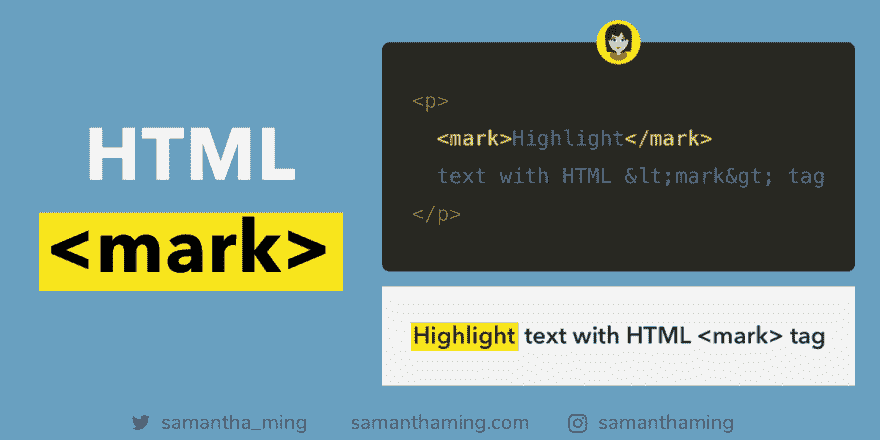 HTML
<mark>
<p>
<mark>Highlight</mark>
text with HTML &lt;mark&gt; tag
</p>
Highlight text with HTML <mark> tag
samantha_ming samanthaming.com samanthaming